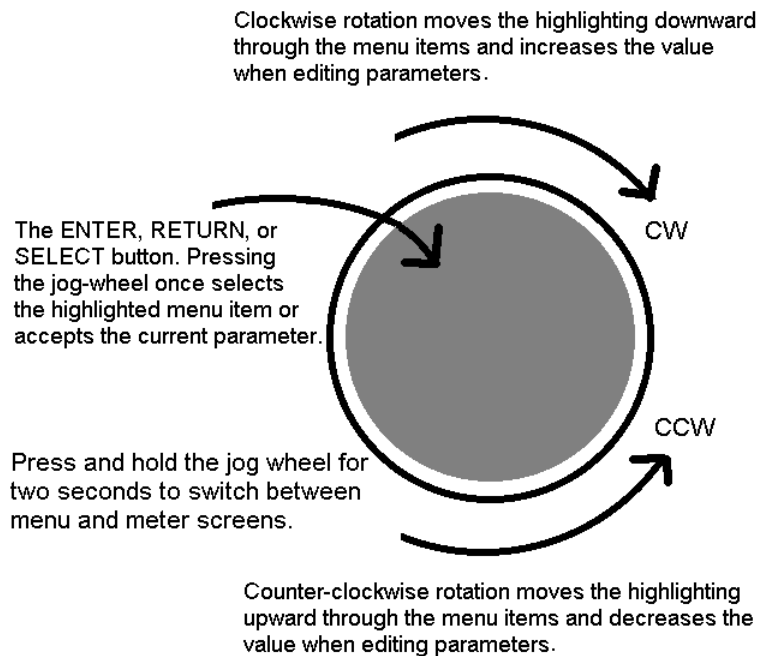 Clockwise rotation moves the highlighting downward
through the menu items and increases the value
when editing parameters.
CW
The ENTER, RETURN, or
SELECT button. Pressing
the jog-wheel once selects
the highlighted menu item or
accepts the current parameter.
CCW
Press and hold the jog wheel for
two seconds to switch between
menu and meter screens.
Counter-clockwise rotation moves the highlighting
upward through the menu items and decreases the
value when editing parameters.